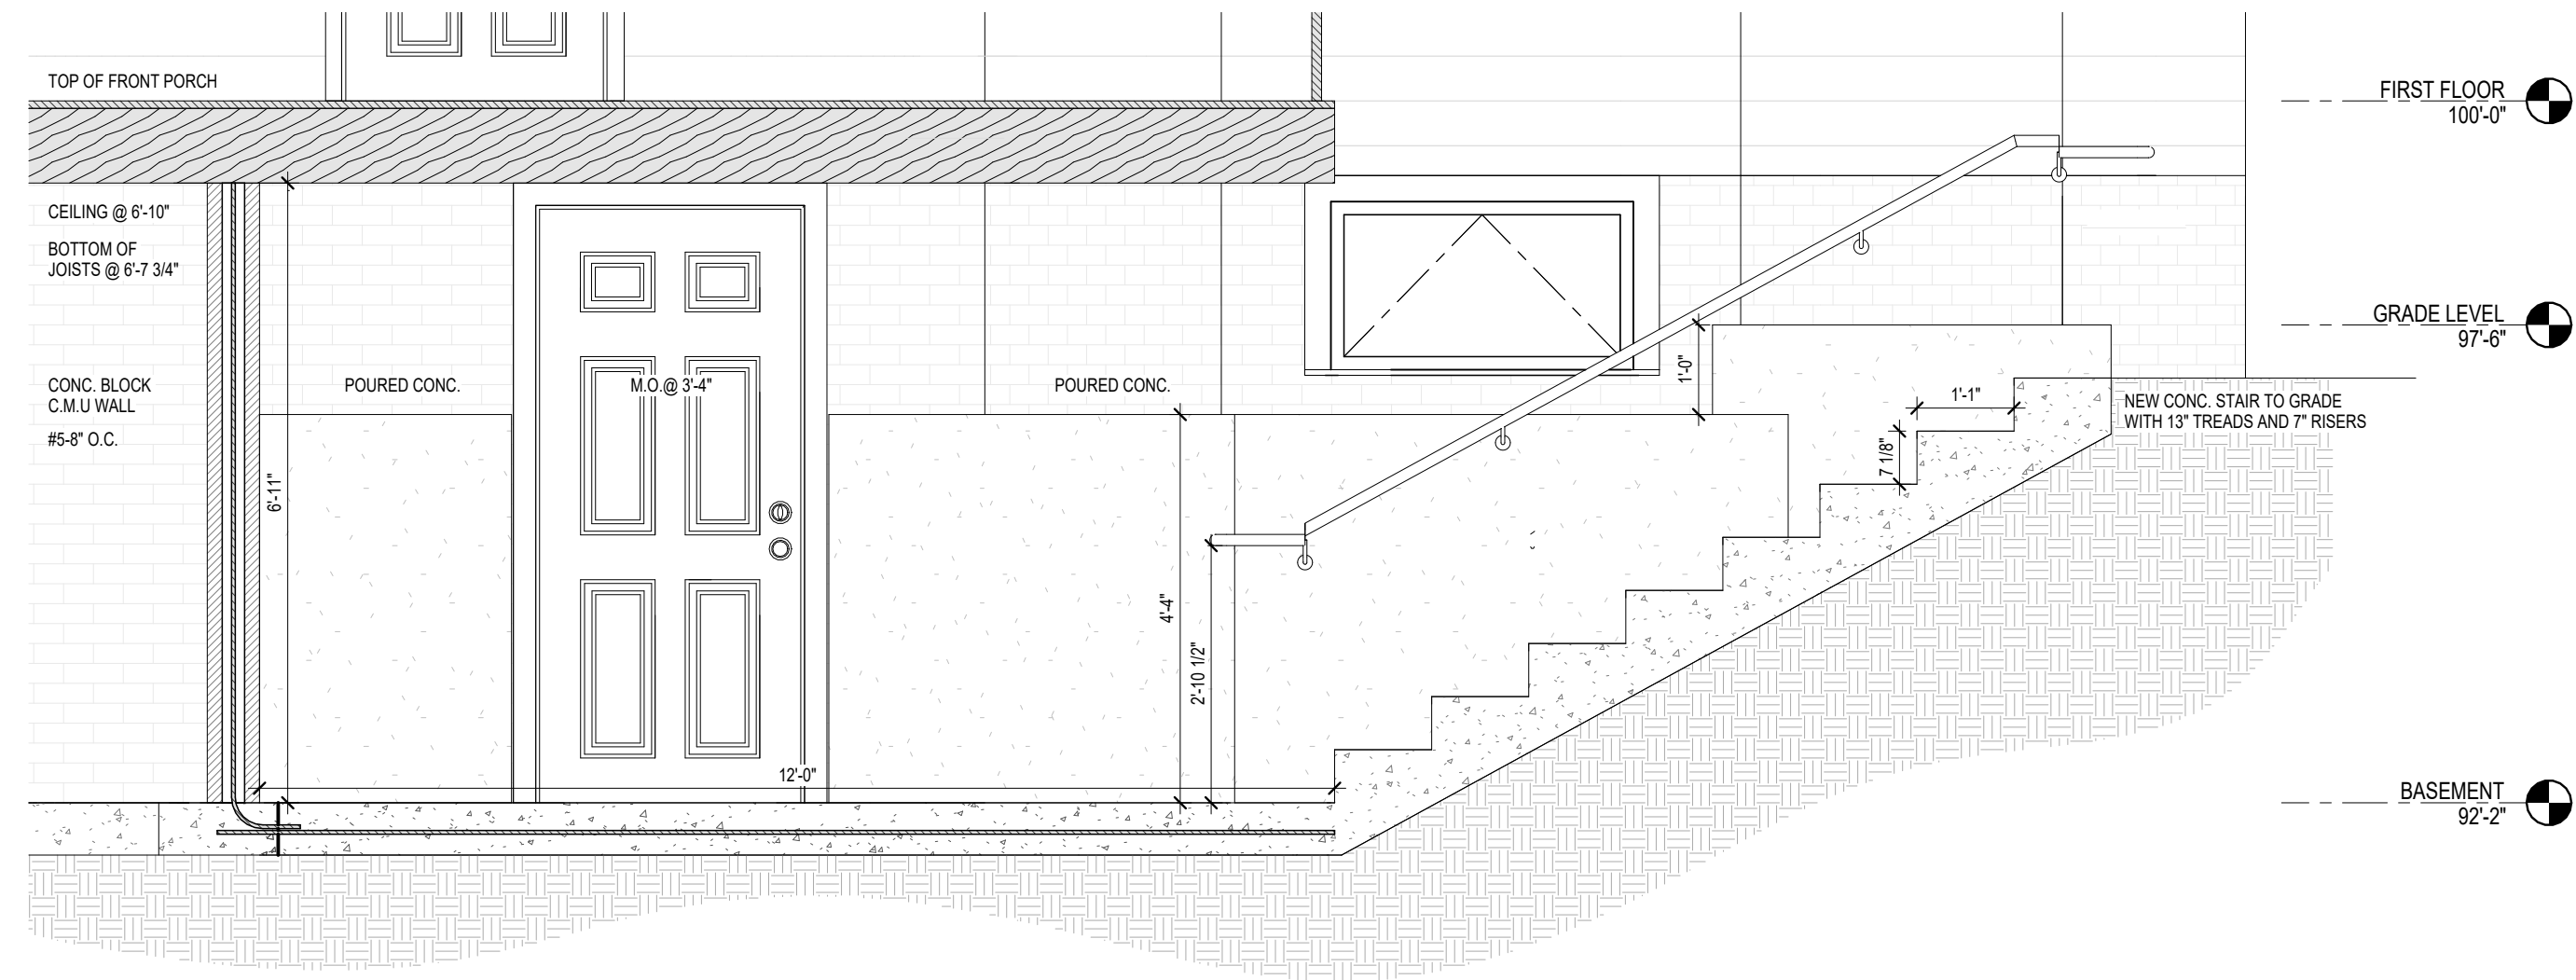 TOP OF FRONT PORCH
FIRST FLOOR
100'-0"
CEILING @ 6'-10"
BOTTOM OF
JOISTS @ 6'-7 3/4"
GRADE LEVEL
97'-6"
CONC. BLOCK
C.M.U WALL
#5-8" O.C.
POURED CONC.
M.O.@ 3'-4"
POURED CONC.
1'-0"
1'-1"
7 1/8"
NEW CONC. STAIR TO GRADE
WITH 13" TREADS AND 7" RISERS
6'-11"
4'-4"
2'-10 1/2"
12'-0"
BASEMENT
92'-2"